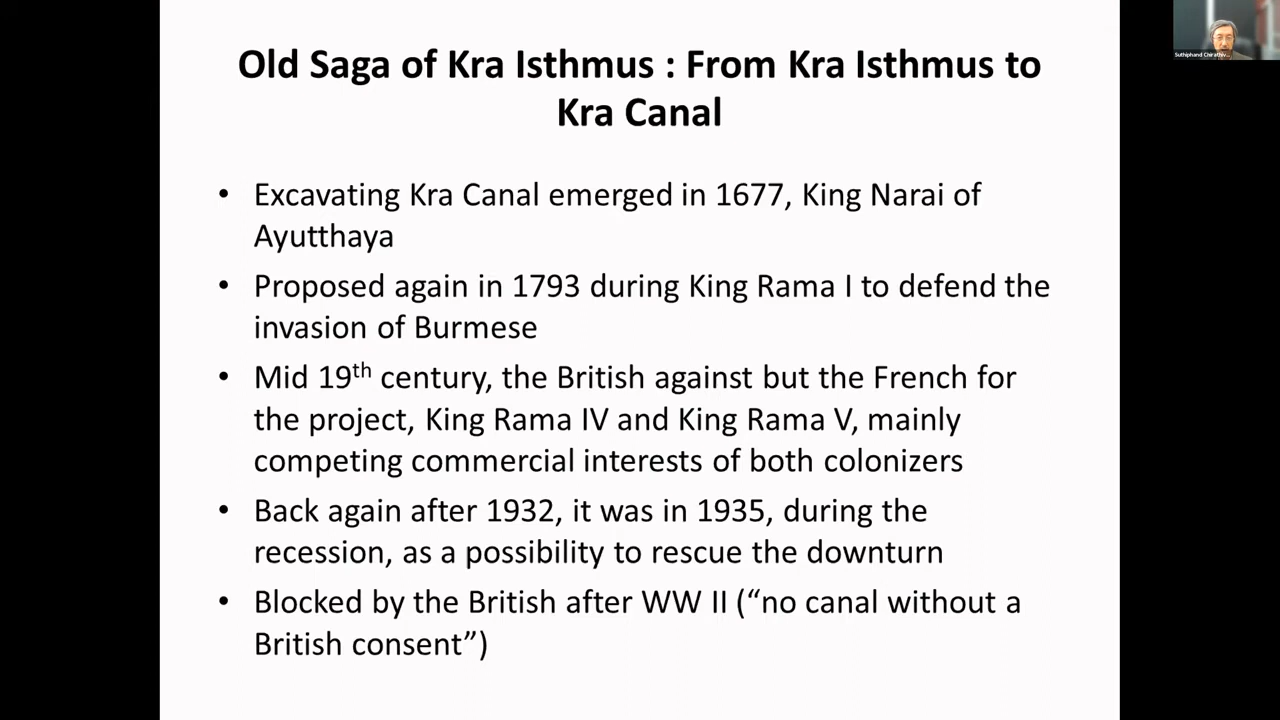 Old Saga of Kra Isthmus : From Kra Isthmus to
Kra Canal
• Excavating Kra Canal emerged in 1677, King Narai of
Ayutthaya
• Proposed again in 1793 during King Rama I to defend the
invasion of Burmese
• Mid 19th century, the British against but the French for
the project, King Rama IV and King Rama V, mainly
competing commercial interests of both colonizers
• Back again after 1932, it was in 1935, during the
recession, as a possibility to rescue the downturn
• Blocked by the British after WW II (“no canal without a
British consent”)
Suthiphand Chirathiv...